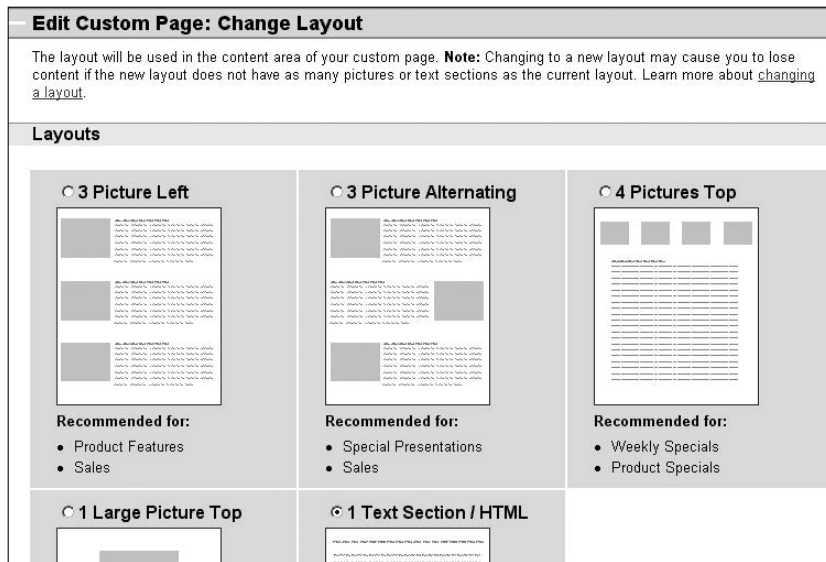 Edit Custom Page: Change Layout
The layout will be used in the content area of your custom page. Note: Changing to a new layout may cause you to lose
content if the new layout does not have as many pictures or text sections as the current layout. Learn more about changing
a layout.
Layouts
3 Picture Left
Recommended for:
• Product Features
• Sales
3 Picture Alternating
Recommended for:
• Special Presentations
• Sales
4 Pictures Top
Recommended for:
• Weekly Specials
• Product Specials
1 Large Picture Top
1 Text Section / HTML